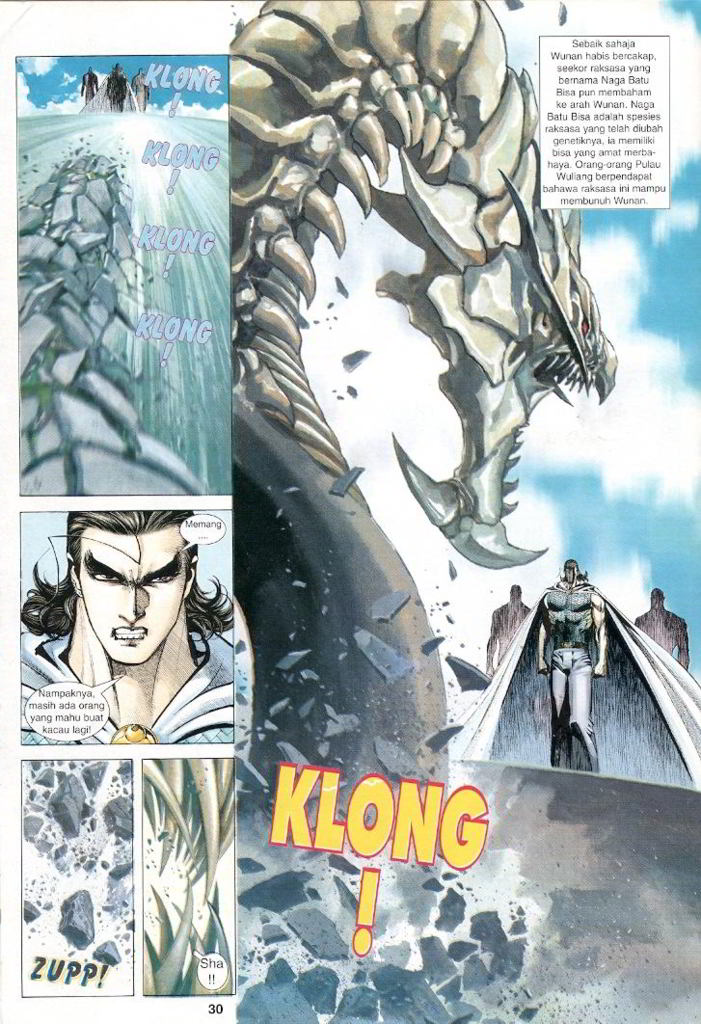 KLONG
!
KLONG
!
KLONG
!
KLONG
!
Sebaik sahaja
Wunan habis bercakap,
seekor raksasa yang
bernama Naga Batu
Bisa pun membaham
ke arah Wunan. Naga
Batu Bisa adalah spesies
raksasa yang telah diubah
genetiknya, ia memiliki
bisa yang amat merba-
haya. Orang-orang Pulau
Wuliang berpendapat
bahawa raksasa ini mampu
membunuh Wunan.
Memang
....
Nampaknya,
masih ada orang
yang mahu buat
kacau lagi!
KLONG
!
ZUPP!
Sha
!!
30